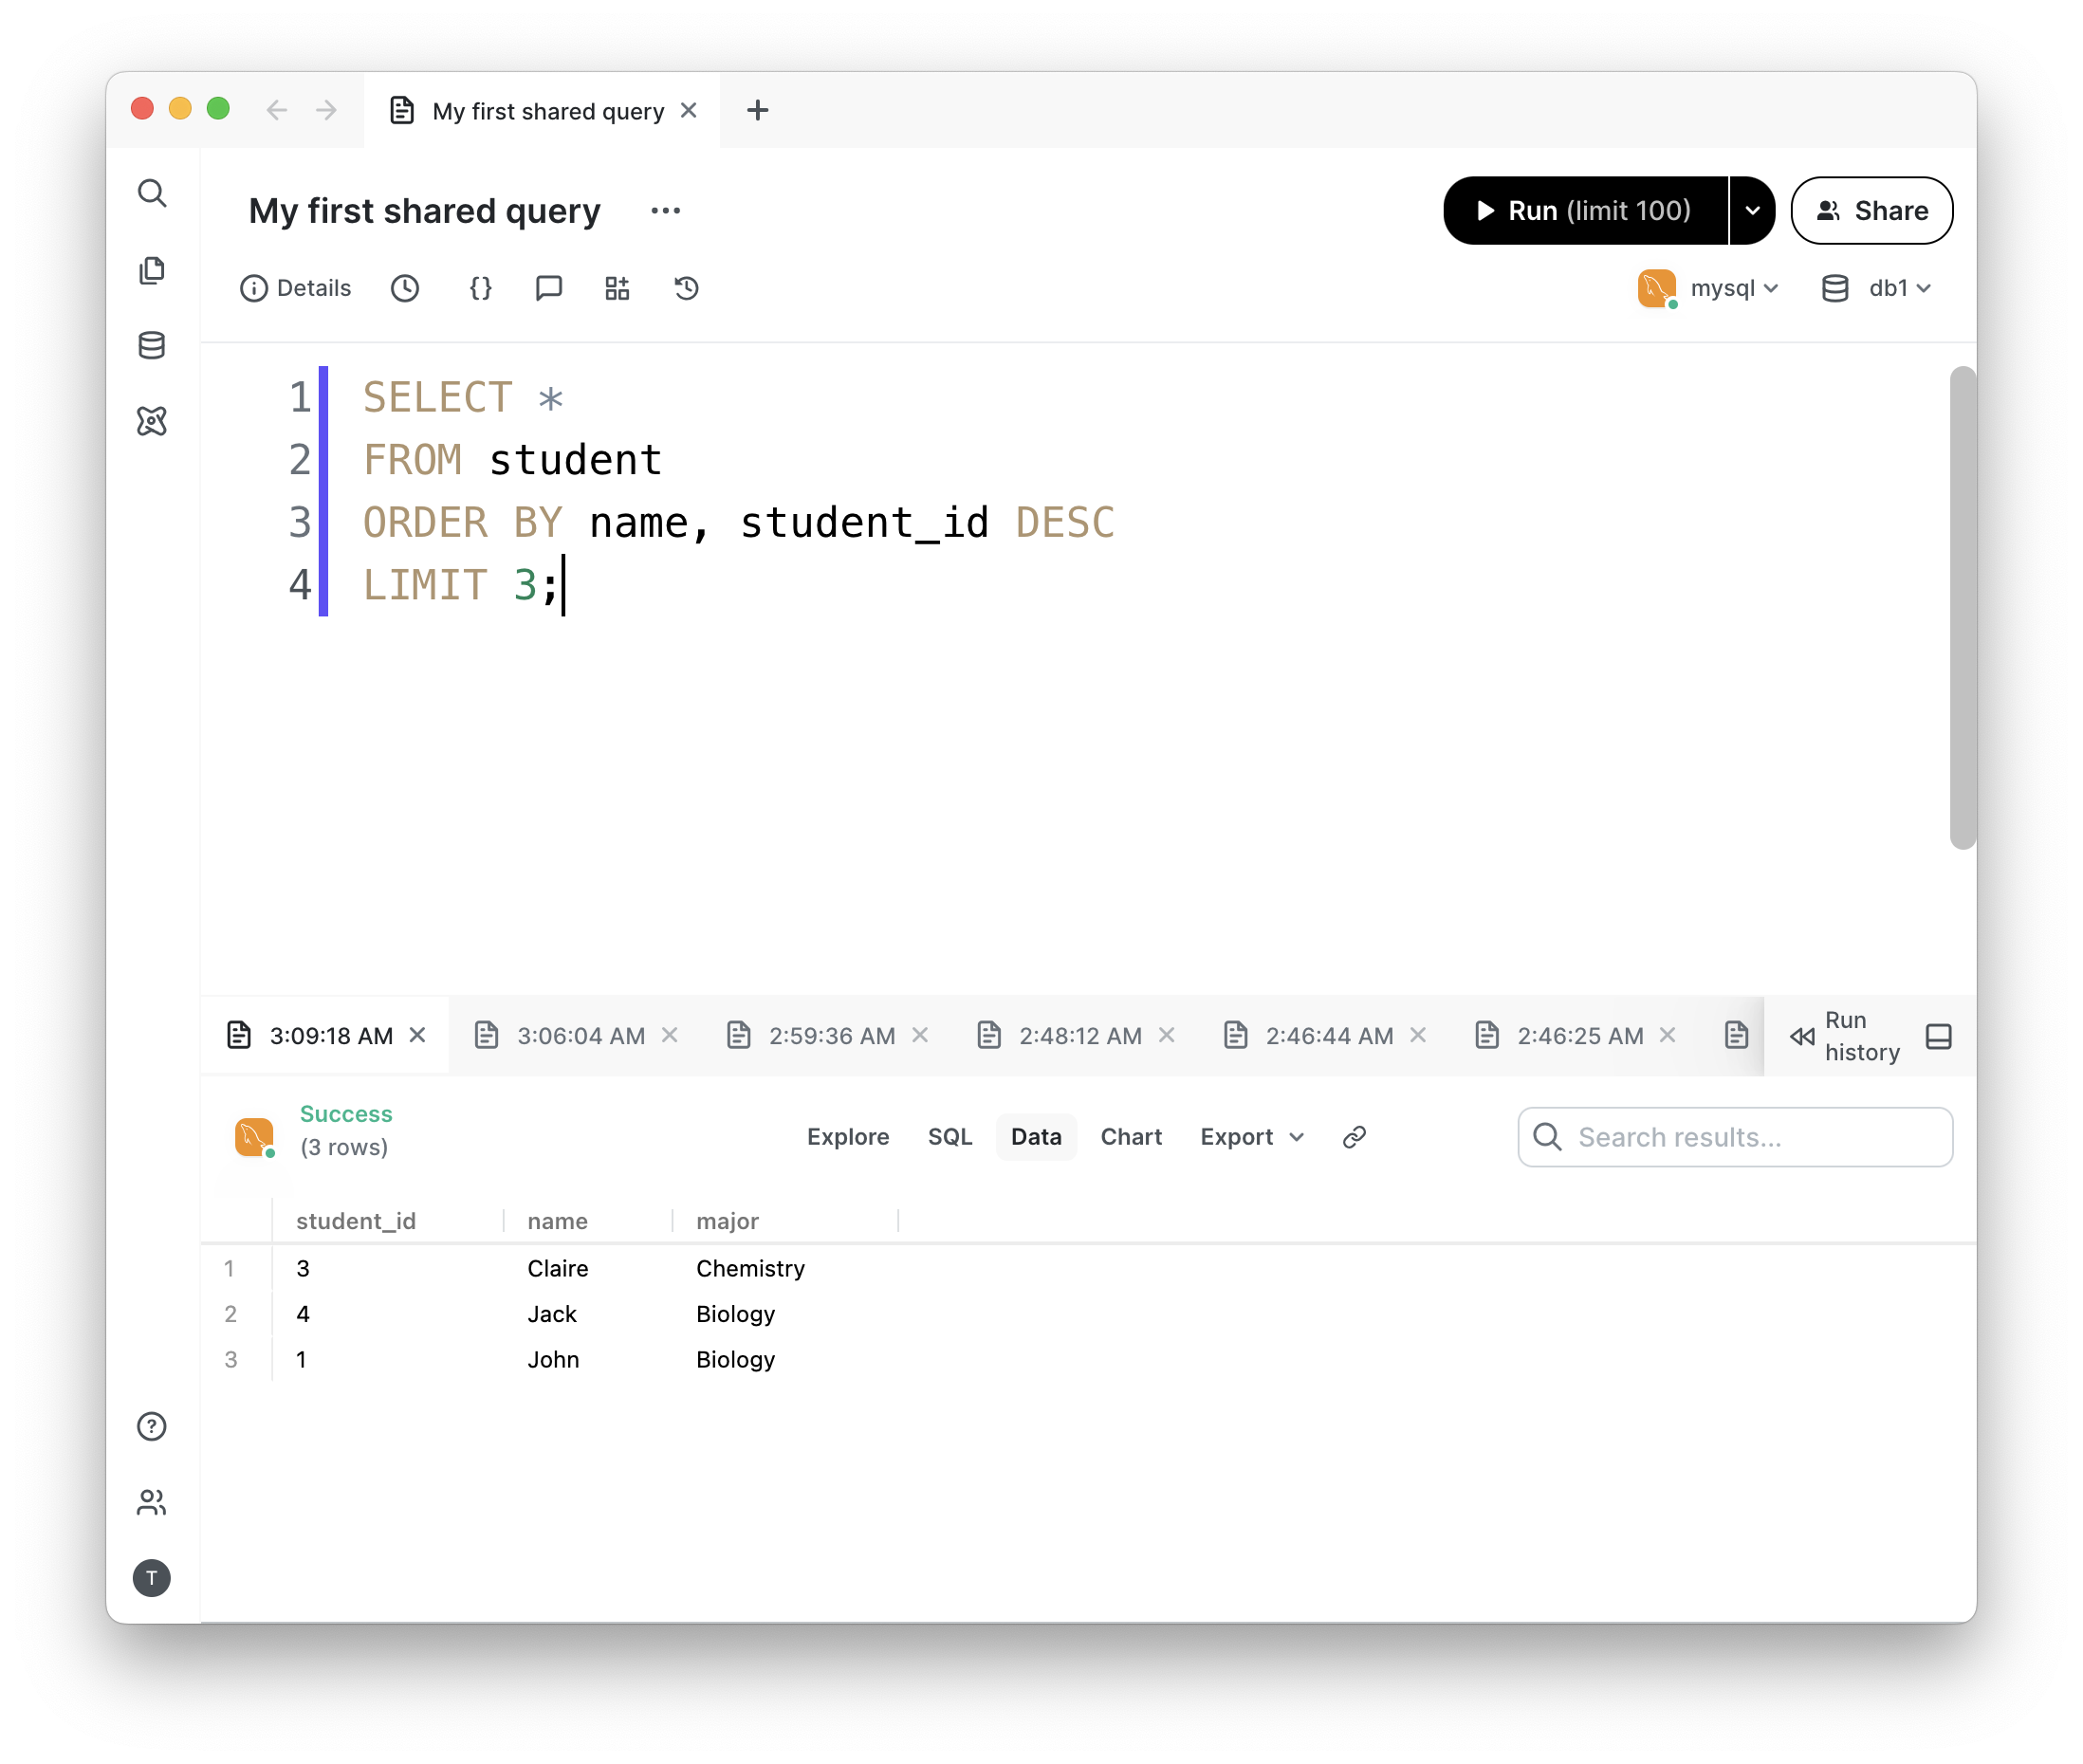 My first shared query
My first shared query ...
Run (limit 100)
Share
Details
{}
mysql
db1
1 SELECT *
2 FROM student
3 ORDER BY name, student_id DESC
4 LIMIT 3;
3:09:18 AM
3:06:04 AM
2:59:36 AM
2:48:12 AM
2:46:44 AM
2:46:25 AM
Run
history
Success
(3 rows)
Explore
SQL
Data
Chart
Export
Search results...
student_id name major
1 3 Claire Chemistry
2 4 Jack Biology
3 1 John Biology
?
T